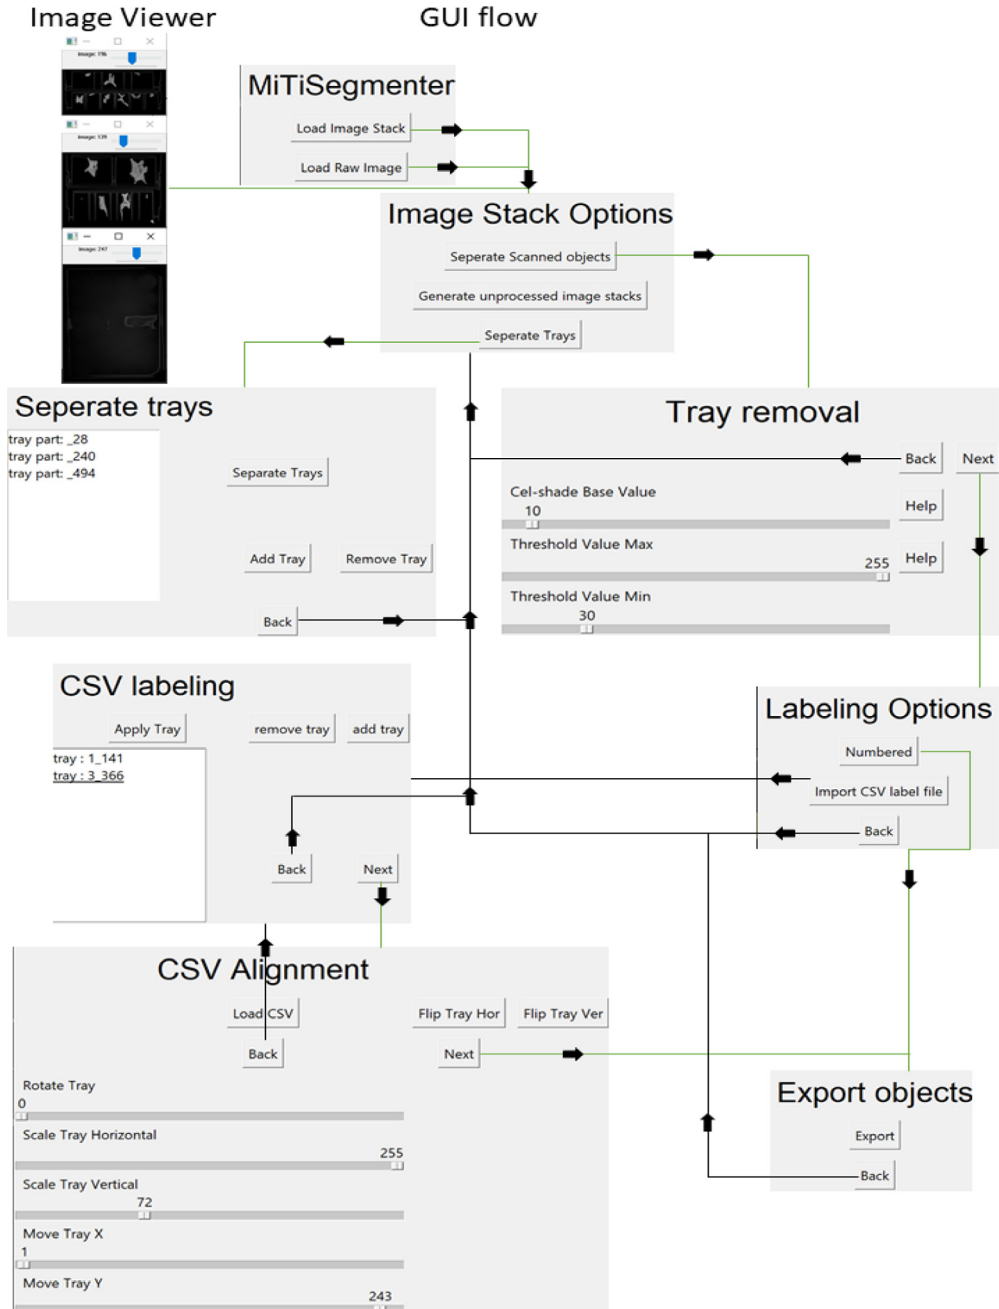 Image Viewer
GUI flow
image: 196
image: 139
image: 247
MiTiSegmenter
Load Image Stack
Load Raw Image
Image Stack Options
Seperate Scanned objects
Generate unprocessed image stacks
Seperate Trays
Seperate trays
tray part: _28
tray part: _240
tray part: _494
Separate Trays
Add Tray
Remove Tray
Back
Tray removal
Back
Next
Cel-shade Base Value
10
Help
Threshold Value Max
255
Help
Threshold Value Min
30
CSV labeling
Apply Tray
remove tray
add tray
tray : 1_141
tray : 3_366
Back
Next
Labeling Options
Numbered
Import CSV label file
Back
CSV Alignment
Load CSV
Flip Tray Hor
Flip Tray Ver
Back
Next
Rotate Tray
0
Scale Tray Horizontal
255
Scale Tray Vertical
72
Move Tray X
1
Move Tray Y
243
Export objects
Export
Back